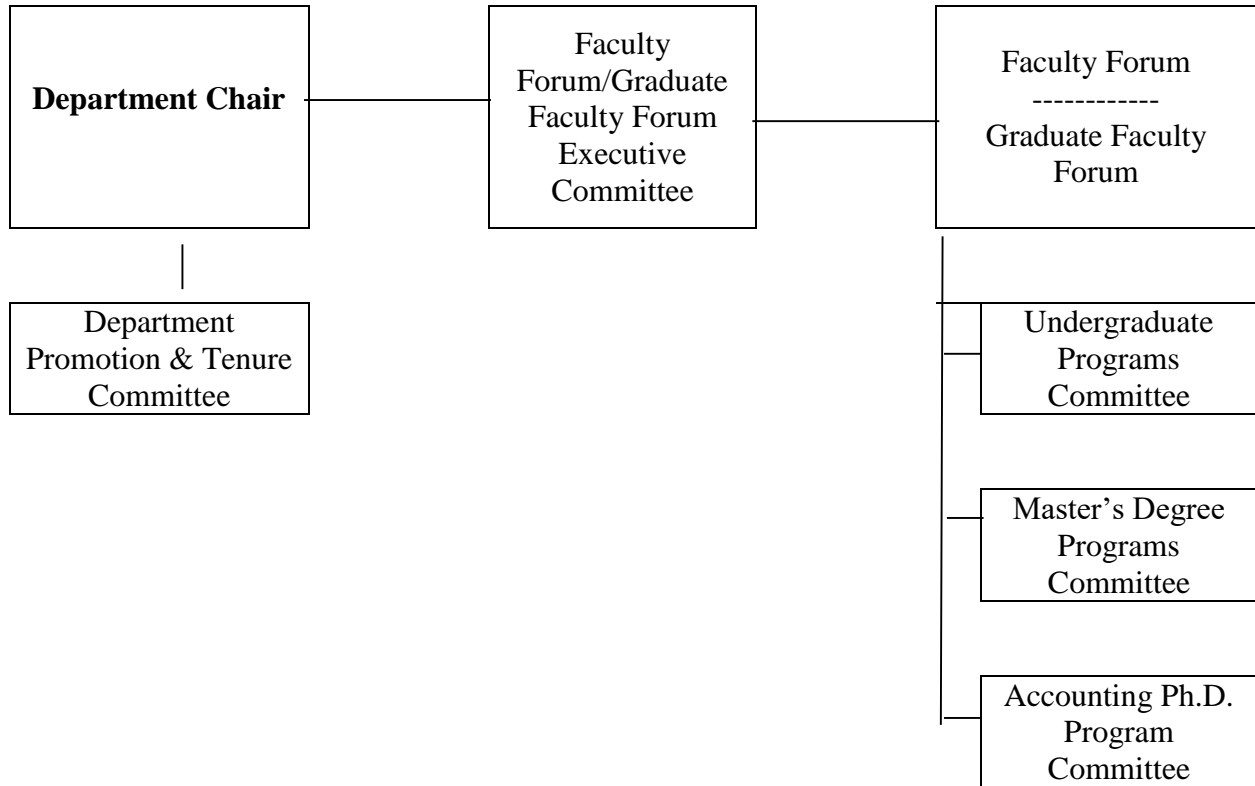 Department Chair
Faculty
Forum/Graduate
Faculty Forum
Executive
Committee
Faculty Forum
------------
Graduate Faculty
Forum
Department
Promotion & Tenure
Committee
Undergraduate
Programs
Committee
Master’s Degree
Programs
Committee
Accounting Ph.D.
Program
Committee